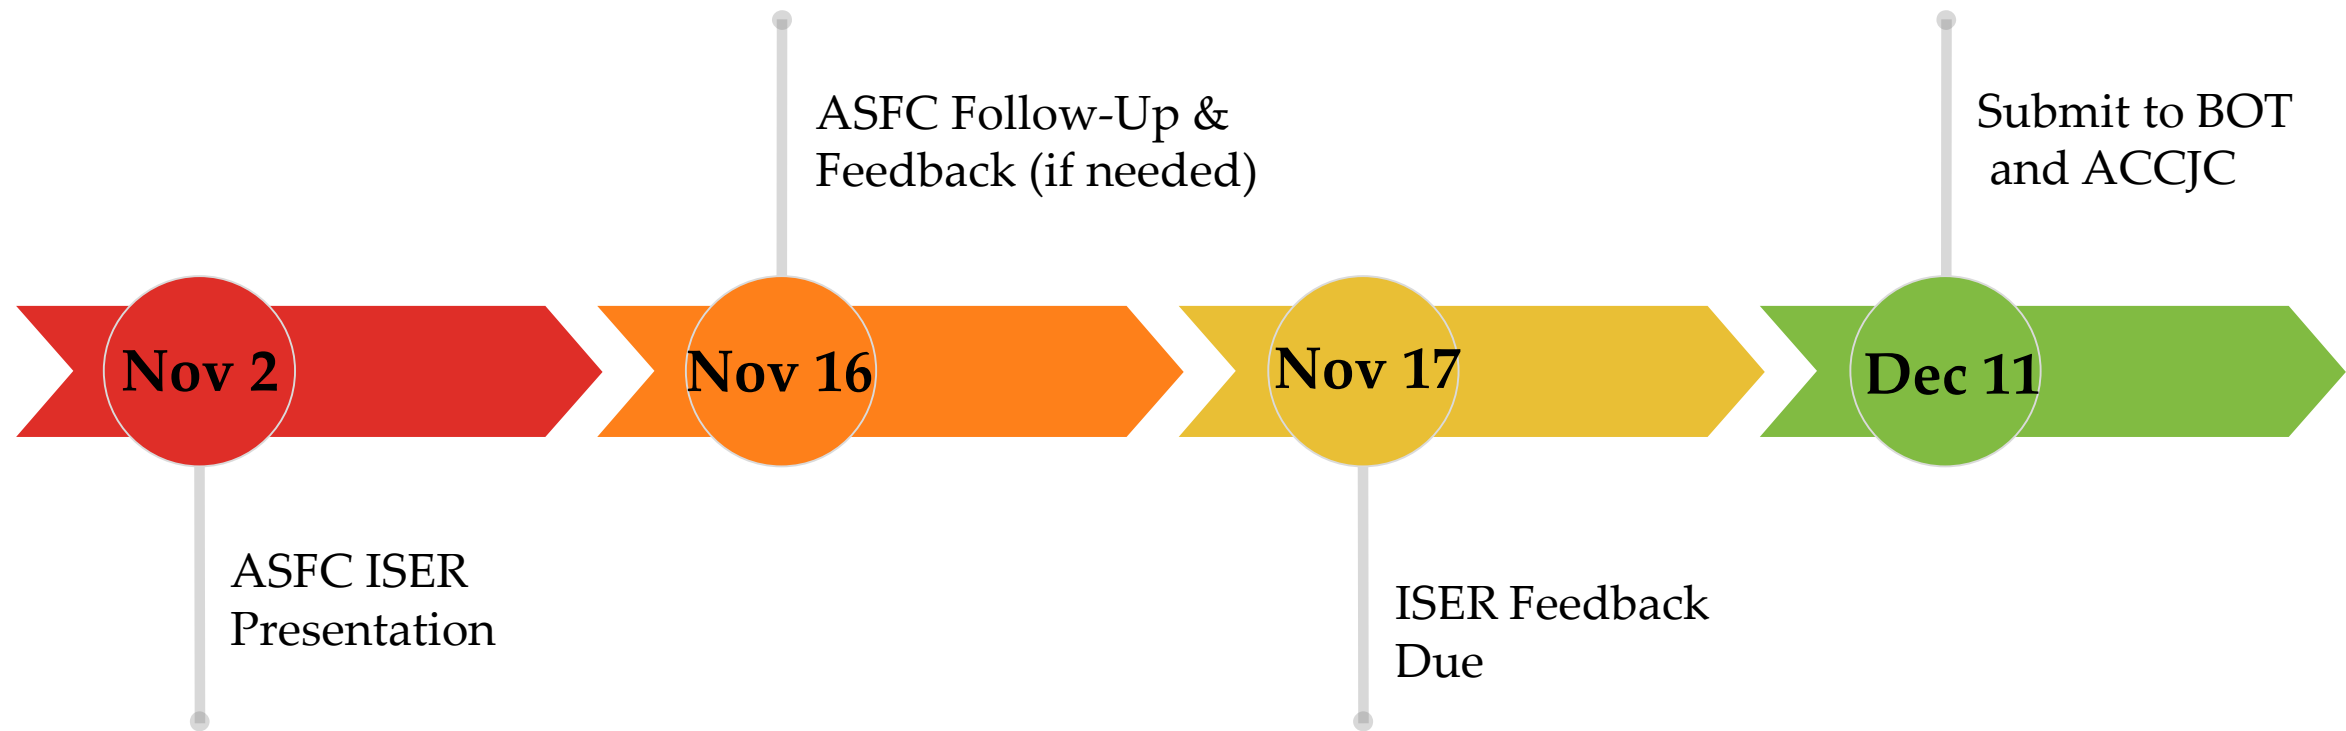 Nov 2
ASFC ISER
Presentation
Nov 16
ASFC Follow-Up &
Feedback (if needed)
Nov 17
ISER Feedback
Due
Dec 11
Submit to BOT
and ACCJC